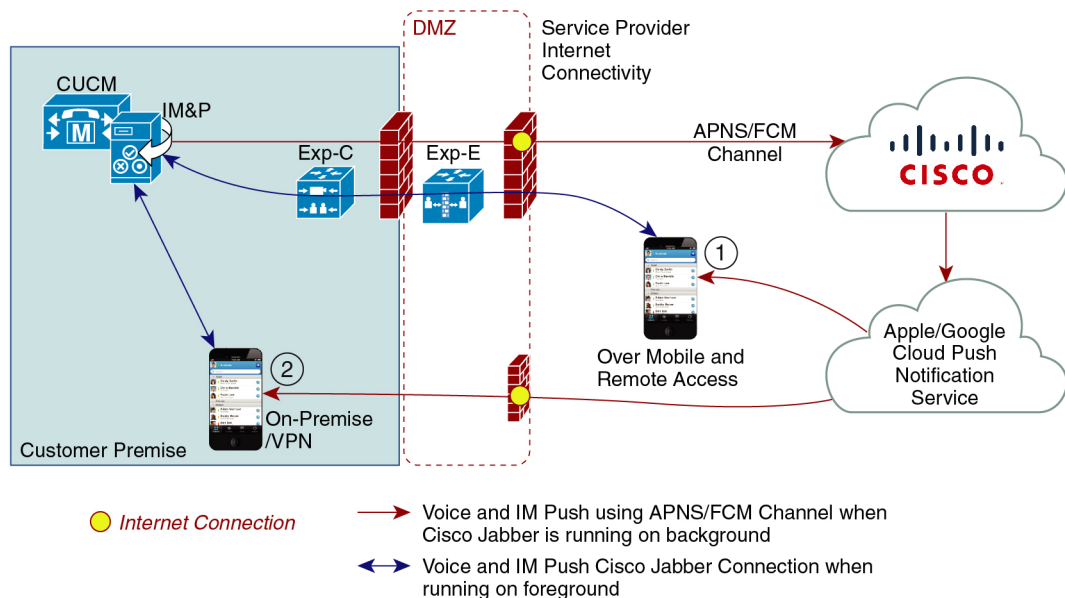 DMZ
Service Provider
Internet
Connectivity
CUCM
IM&P
M
Exp-C
Exp-E
APNS/FCM
Channel
CISCO.
1
Over Mobile and
Remote Access
Apple/Google
Cloud Push
Notification
Service
2
On-Premise
/VPN
Customer Premise
Internet Connection
Voice and IM Push using APNS/FCM Channel when
Cisco Jabber is running on background
Voice and IM Push Cisco Jabber Connection when
running on foreground